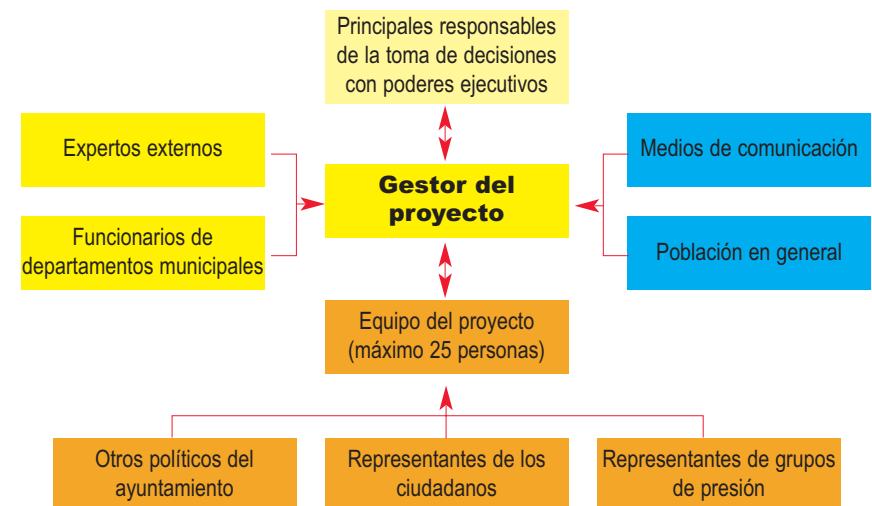 Principales responsables
de la toma de decisiones
con poderes ejecutivos
Expertos externos
Medios de comunicación
Gestor del
proyecto
Funcionarios de
departamentos municipales
Población en general
Equipo del proyecto
(máximo 25 personas)
Otros políticos del
ayuntamiento
Representantes de los
ciudadanos
Representantes de grupos
de presión